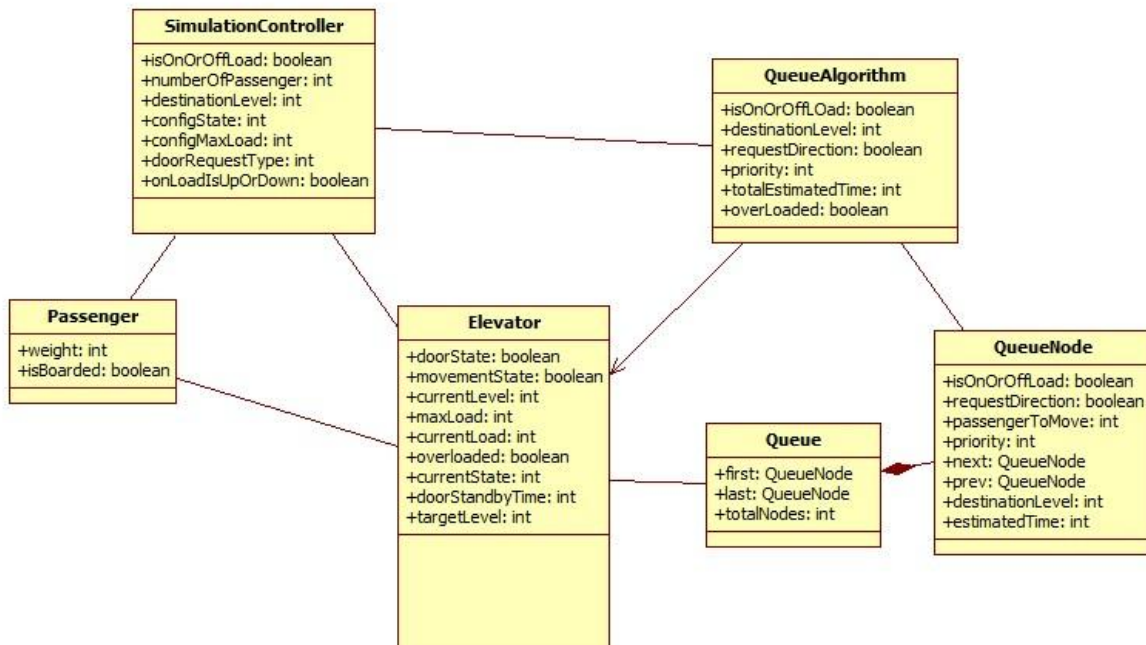 SimulationController
+isOnOrOffLoad: boolean
+numberOfPassenger: int
+destinationLevel: int
+configState: int
+configMaxLoad: int
+doorRequestType: int
+onLoadIsUpOrDown: boolean
QueueAlgorithm
+isOnOrOffLOad: boolean
+destinationLevel: int
+requestDirection: boolean
+priority: int
+totalEstimatedTime: int
+overLoaded: boolean
Passenger
+weight: int
+isBoarded: boolean
Elevator
+doorState: boolean
+movementState: boolean
+currentLevel: int
+maxLoad: int
+currentLoad: int
+overloaded: boolean
+currentState: int
+doorStandbyTime: int
+targetLevel: int
Queue
+first: QueueNode
+last: QueueNode
+totalNodes: int
QueueNode
+isOnOrOffLoad: boolean
+requestDirection: boolean
+passengerToMove: int
+priority: int
+next: QueueNode
+prev: QueueNode
+destinationLevel: int
+estimatedTime: int